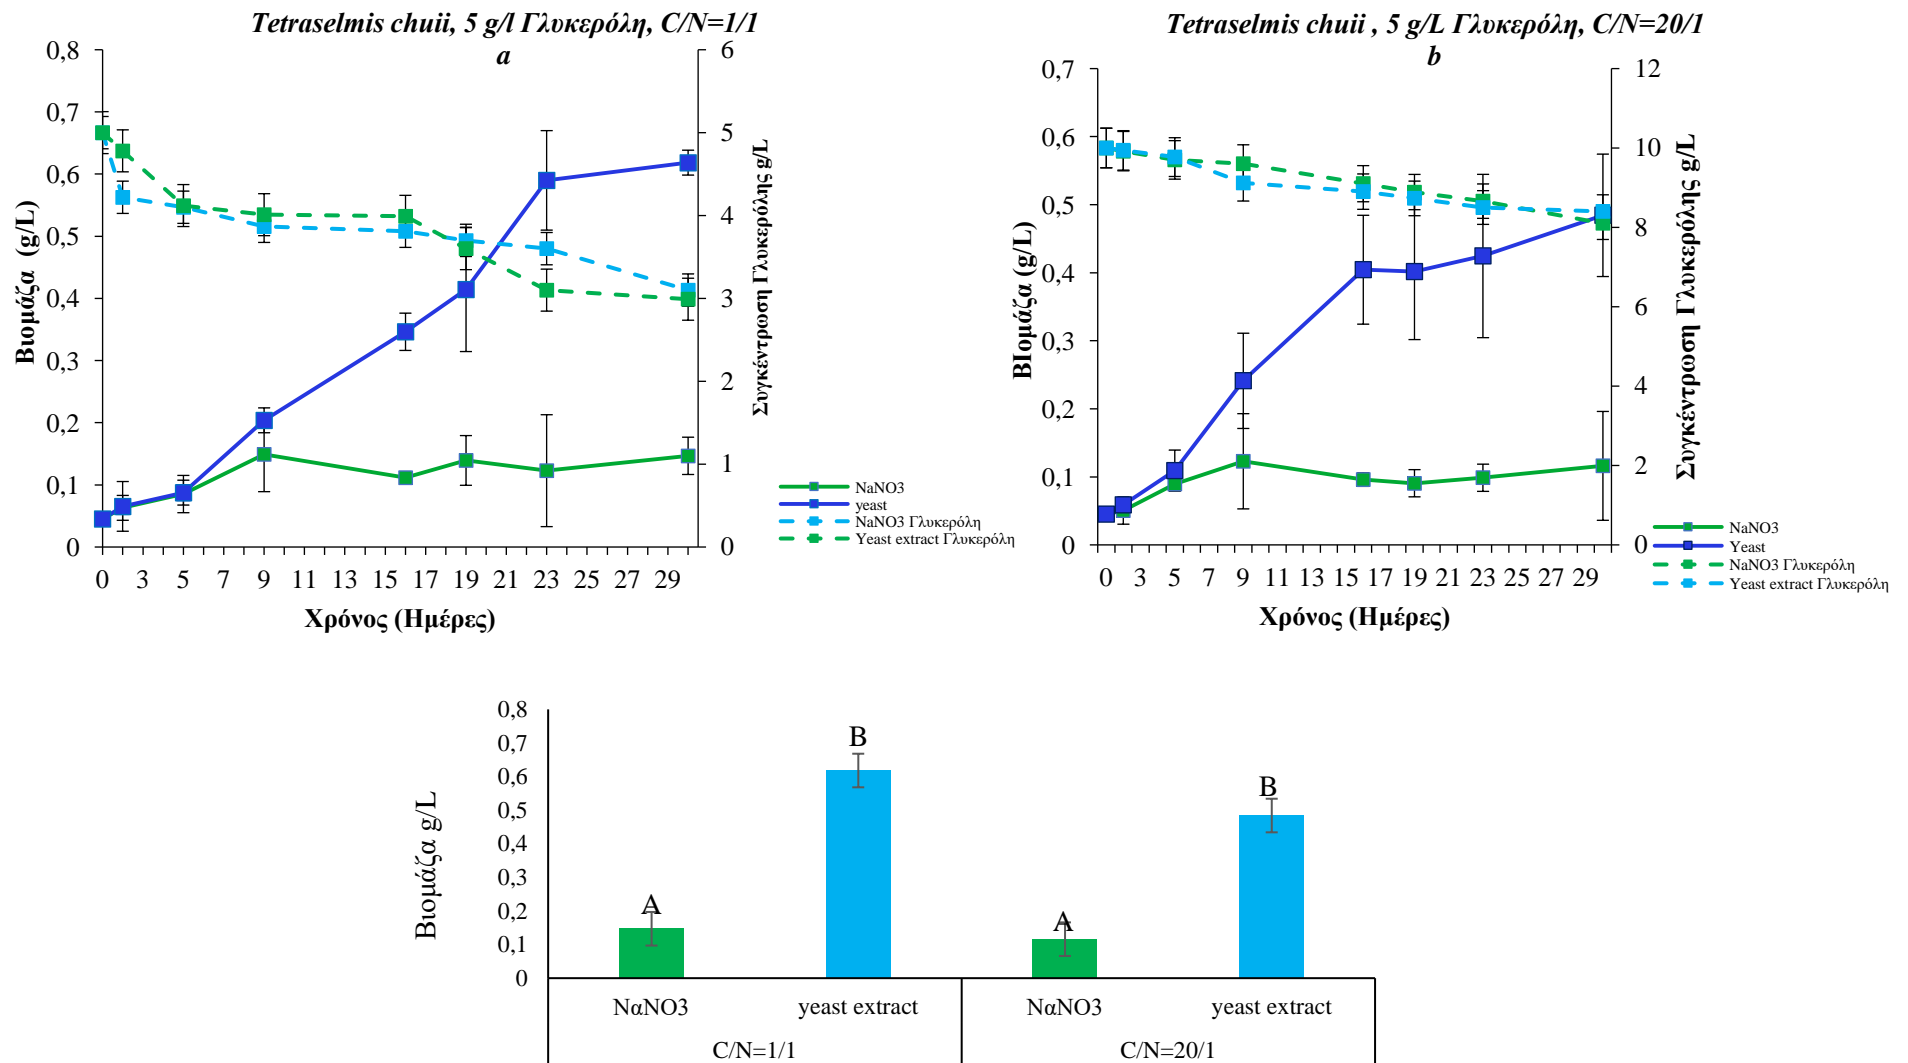 Tetraselmis chuii, 5 g/l Γλυκερόλη, C/N=1/1
a
0,8
0,7
0,6
0,5
0,4
0,3
0,2
0,1
0
Βιομάζα (g/L)
6
5
4
3
2
1
0
Συγκέντρωση Γλυκερόλης g/L
0 3 5 7 9 11 13 15 17 19 21 23 25 27 29
Χρόνος (Ημέρες)
NaNO3
yeast
NaNO3 Γλυκερόλη
Yeast extract Γλυκερόλη
Tetraselmis chuii , 5 g/L Γλυκερόλη, C/N=20/1
b
0,7
0,6
0,5
0,4
0,3
0,2
0,1
0
ΒΙομάζα (g/L)
12
10
8
6
4
2
0
Συγκέντρωση Γλυκερόλης g/L
0 3 5 7 9 11 13 15 17 19 21 23 25 27 29
Χρόνος (Ημέρες)
NaNO3
Yeast
NaNO3 Γλυκερόλη
Yeast extract Γλυκερόλη
0,8
0,7
0,6
0,5
0,4
0,3
0,2
0,1
0
Βιομάζα g/L
A
B
A
B
NαNO3 yeast extract NαNO3 yeast extract
C/N=1/1 C/N=20/1